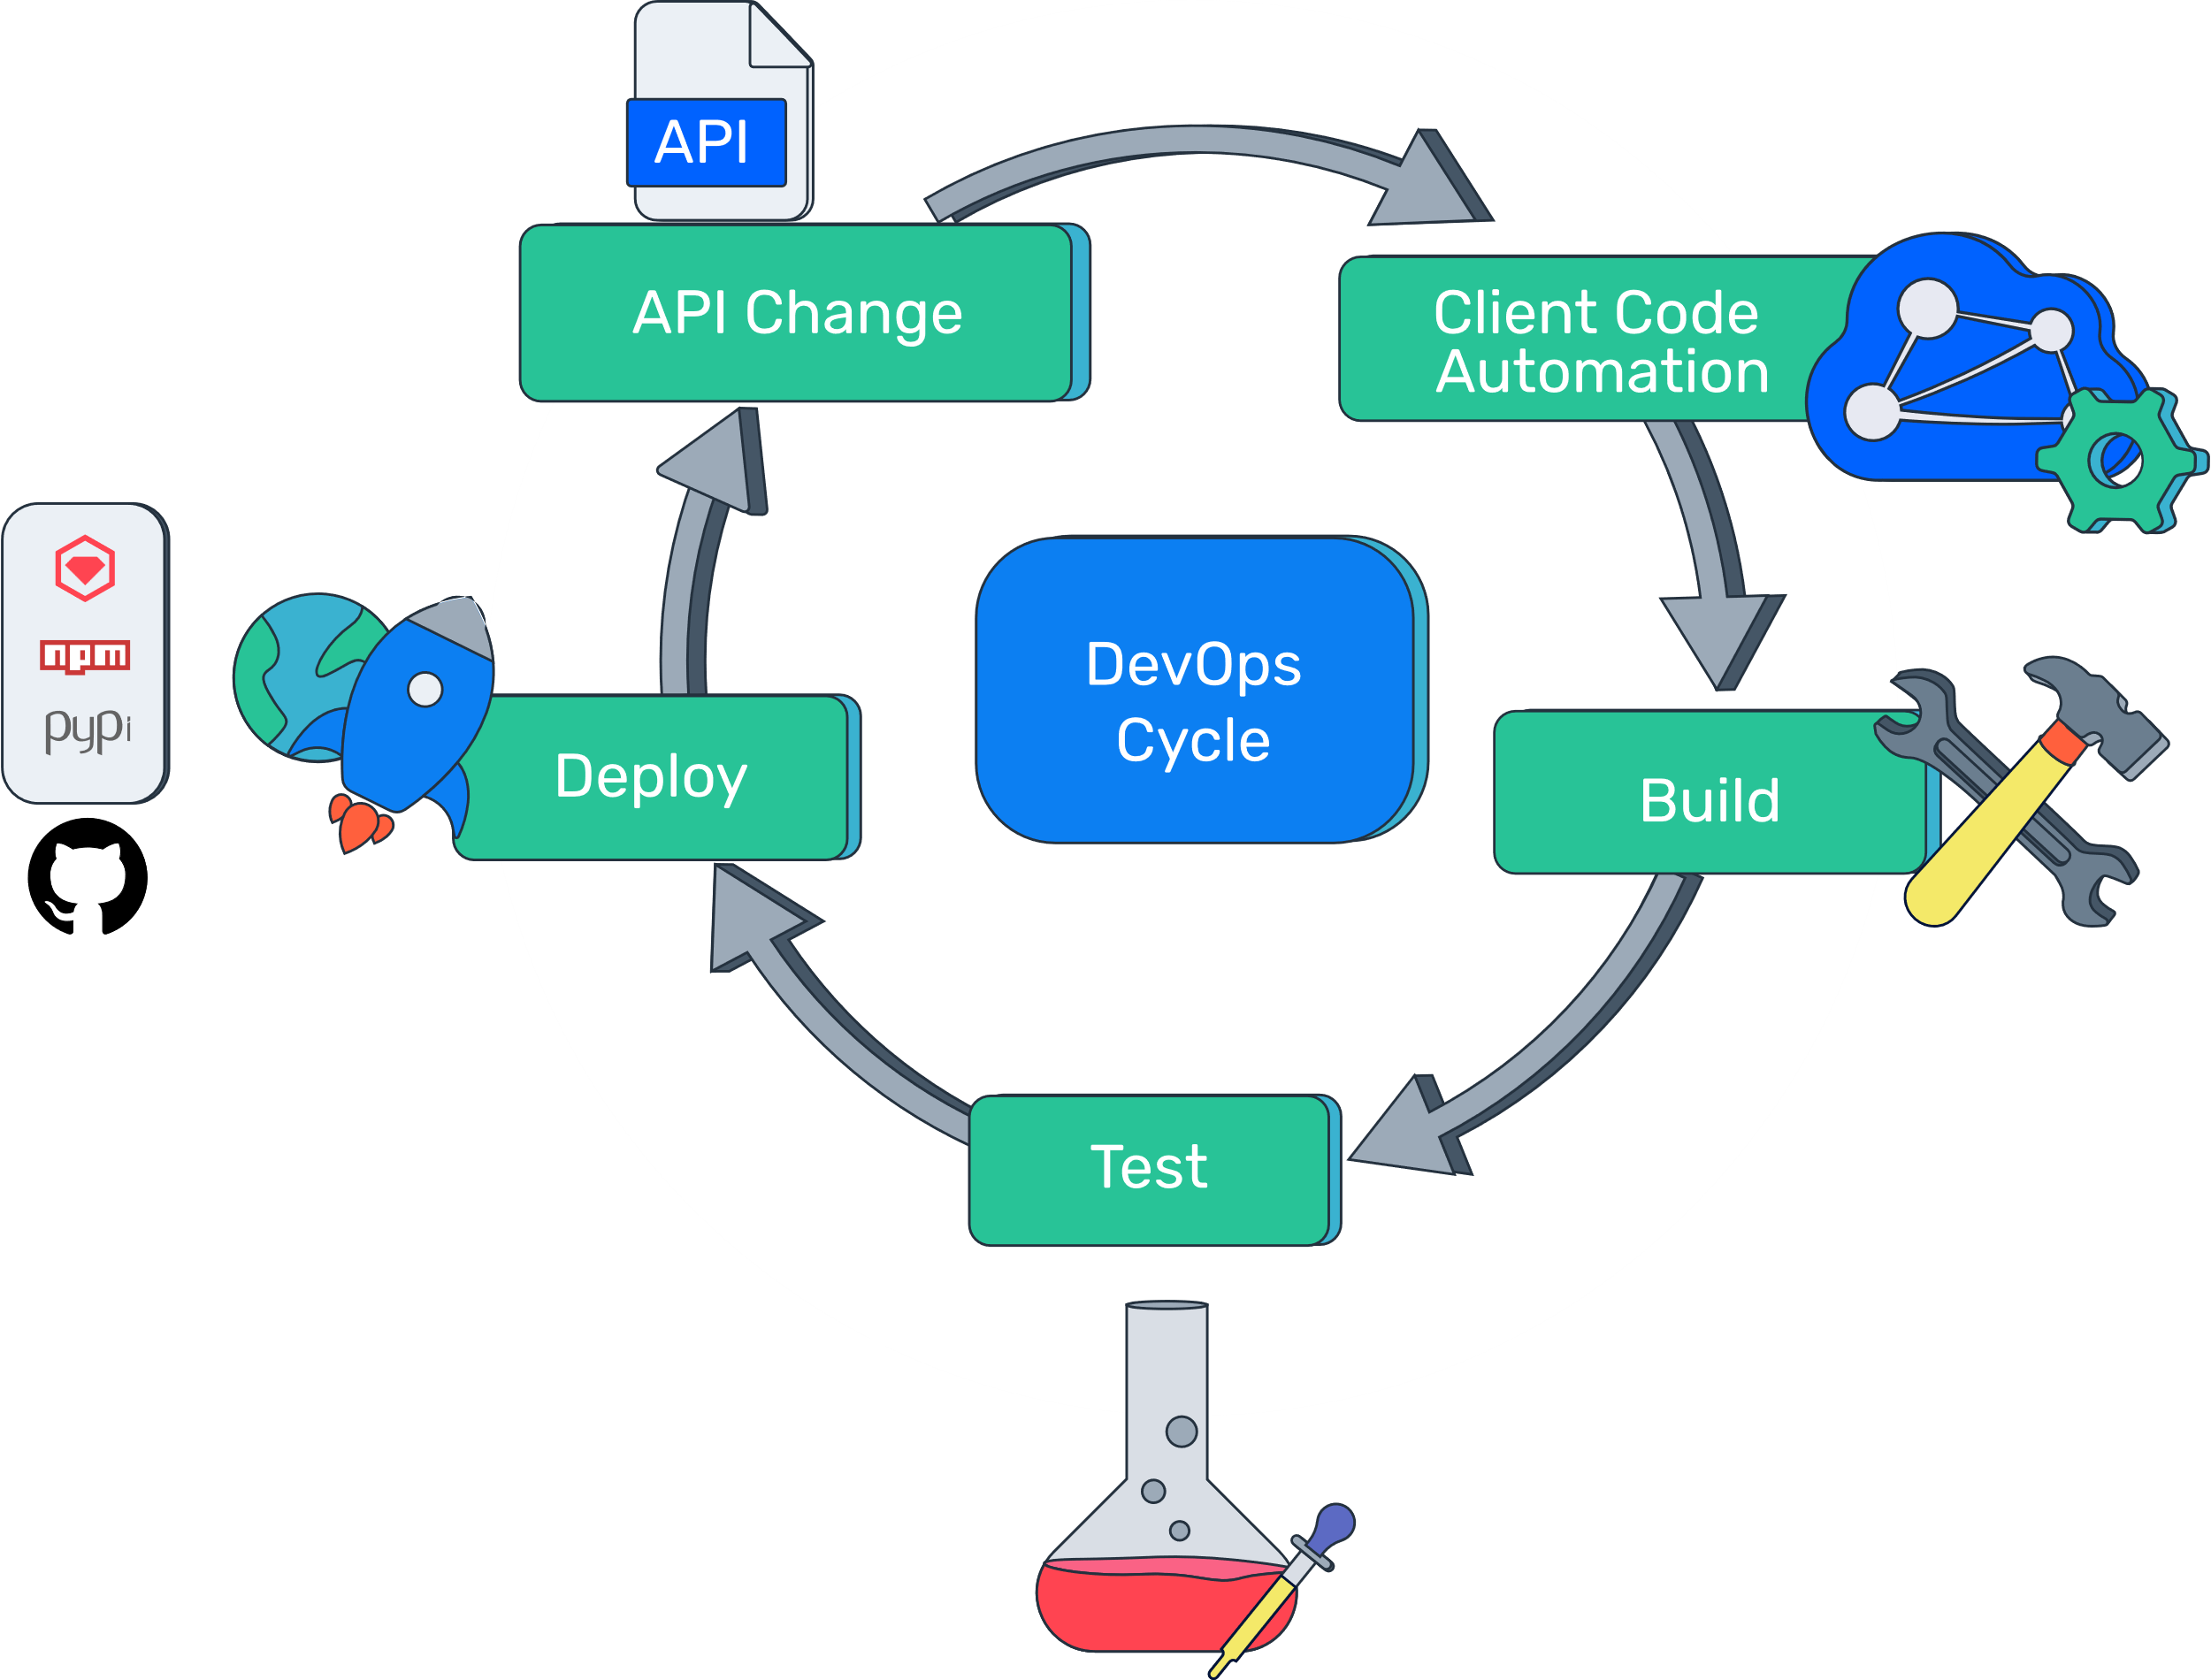 API
API Change
Client Code
Automation
npm
DevOps
Cycle
pypi
Deploy
Build
Test